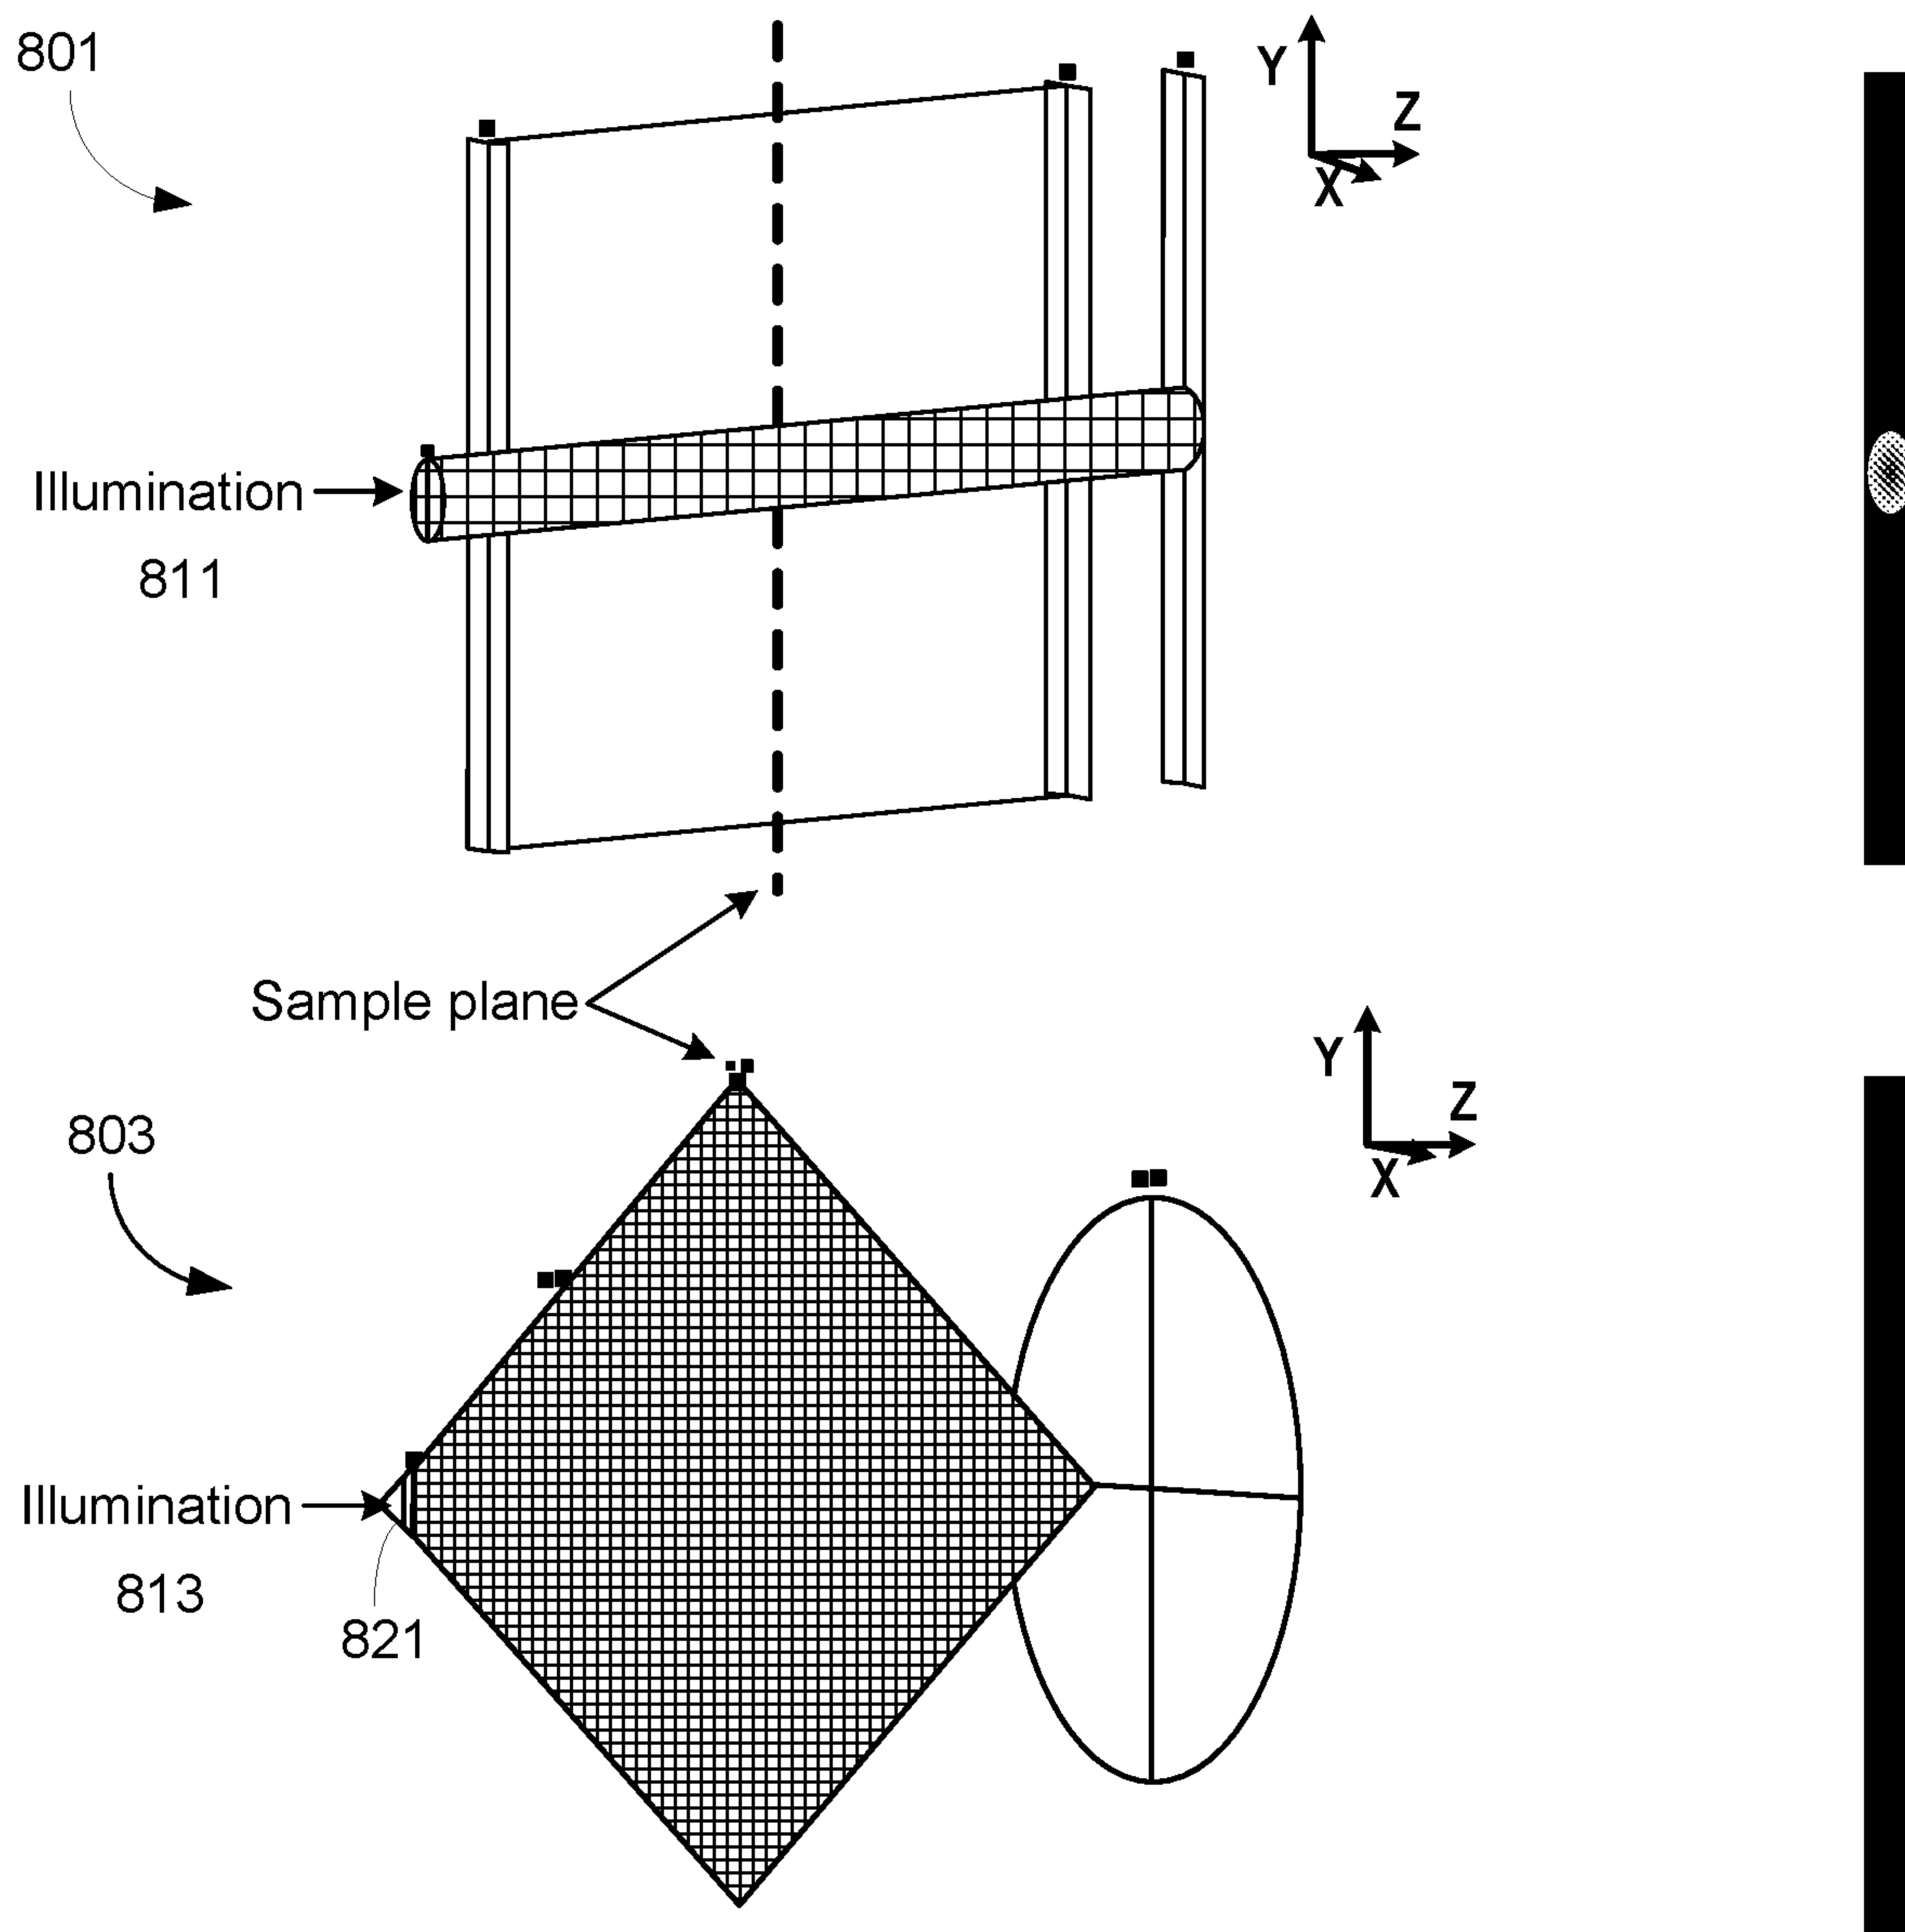 801
Y
Z
X
Illumination
811
Sample plane
Y
Z
803
X
Illumination
813
821